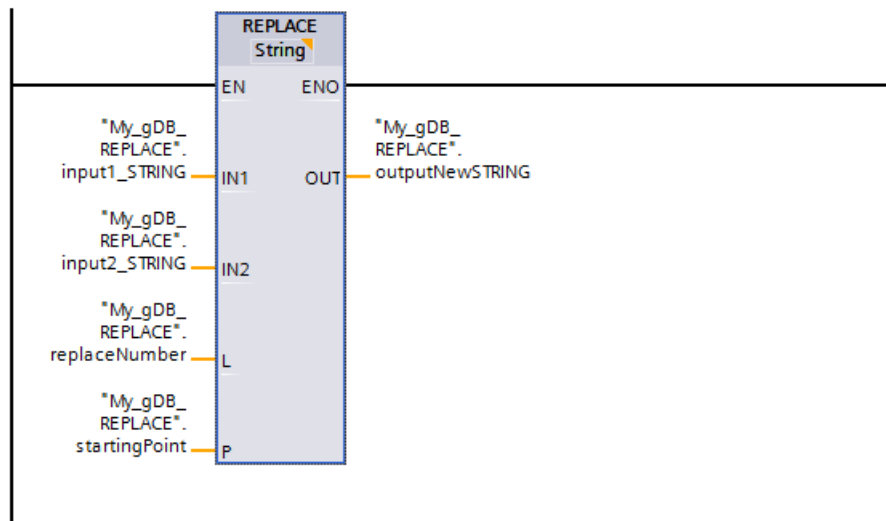 REPLACE
String
EN ENO
"My_gDB_
REPLACE".
input1_STRING
IN1
"My_gDB_
REPLACE".
outputNewSTRING
OUT
"My_gDB_
REPLACE".
input2_STRING
IN2
"My_gDB_
REPLACE".
replaceNumber
L
"My_gDB_
REPLACE".
startingPoint
P